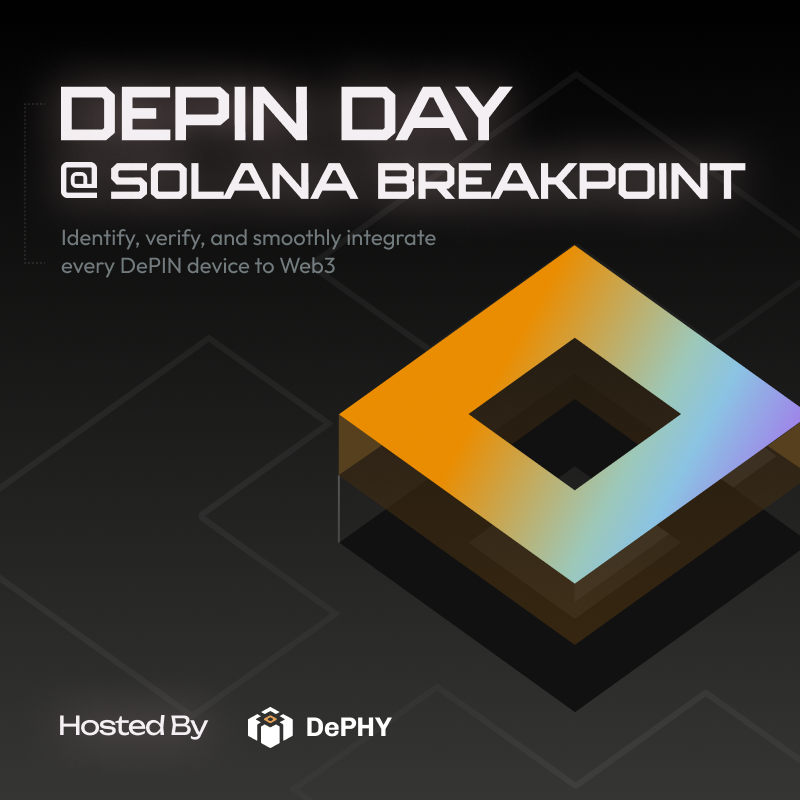 DEPIN DAY
@ SOLANA BREAKPOINT
Identify, verify, and smoothly integrate
every DePIN device to Web3
Hosted By DePHY